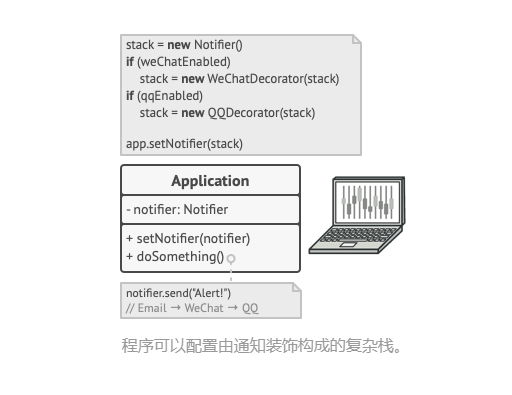 stack = new Notifier()
if (weChatEnabled)
stack = new WeChatDecorator(stack)
if (qqEnabled)
stack = new QQDecorator(stack)
app.setNotifier(stack)
Application
- notifier: Notifier
+ setNotifier(notifier)
+ doSomething()
notifier.send("Alert!")
// Email → WeChat → QQ
程序可以配置由通知装饰构成的复杂栈。